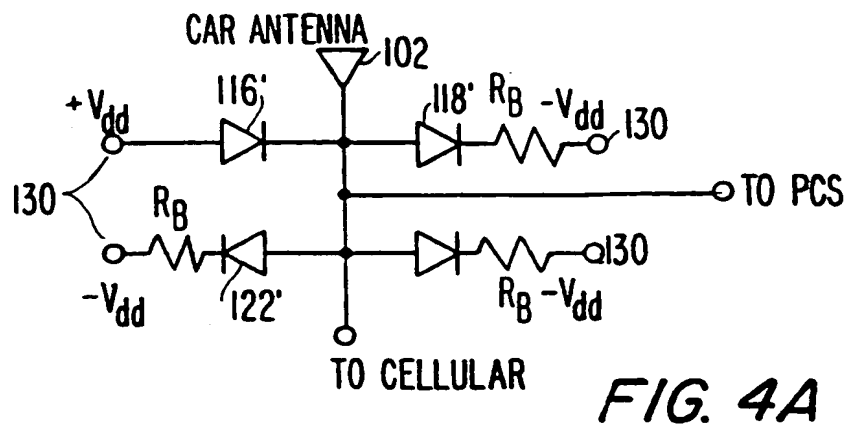 CAR ANTENNA
102
+Vdd
116'
118'
RB
-Vdd
130
130
TO PCS
RB
-Vdd
122'
130
RB
-Vdd
TO CELLULAR
FIG. 4A